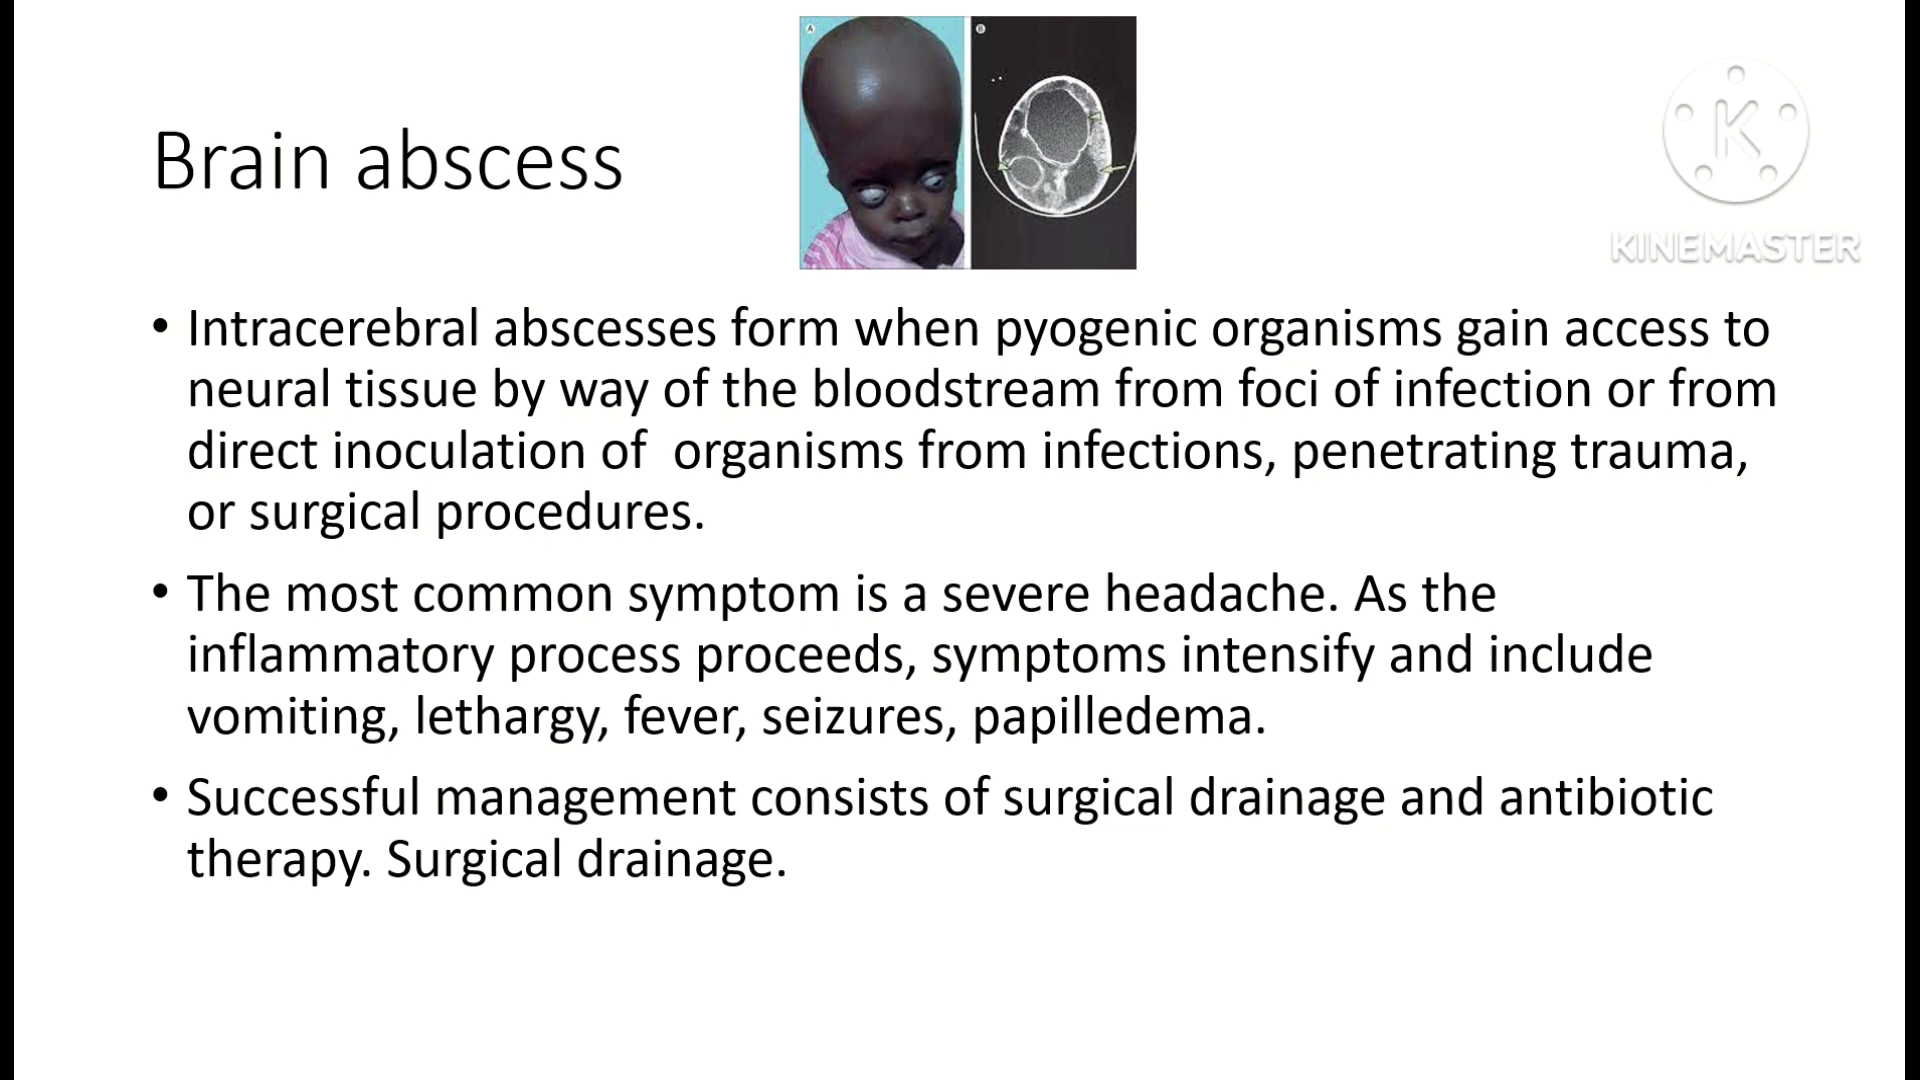 A
B
K
KINEMASTER
Brain abscess
• Intracerebral abscesses form when pyogenic organisms gain access to
neural tissue by way of the bloodstream from foci of infection or from
direct inoculation of  organisms from infections, penetrating trauma,
or surgical procedures.
• The most common symptom is a severe headache. As the
inflammatory process proceeds, symptoms intensify and include
vomiting, lethargy, fever, seizures, papilledema.
• Successful management consists of surgical drainage and antibiotic
therapy. Surgical drainage.